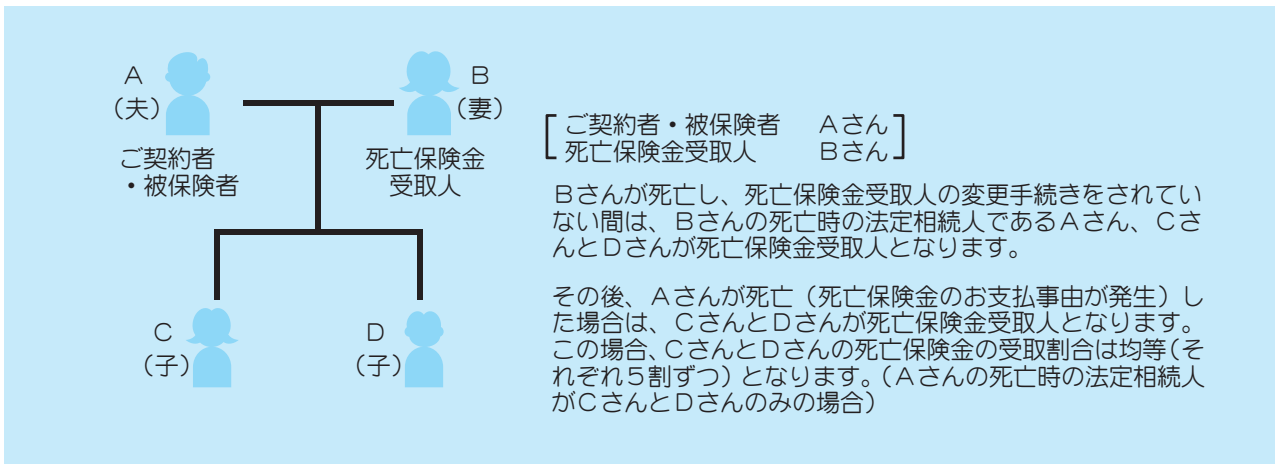 A
(夫)
B
(妻)
ご契約者
・被保険者
死亡保険金
受取人
C
(子)
D
(子)
ご契約者・被保険者 Aさん
死亡保険金受取人 Bさん
Bさんが死亡し、死亡保険金受取人の変更手続きをされてい
ない間は、Bさんの死亡時の法定相続人であるAさん、Cさ
んとDさんが死亡保険金受取人となります。
その後、Aさんが死亡(死亡保険金のお支払事由が発生)し
た場合は、CさんとDさんが死亡保険金受取人となります。
この場合、CさんとDさんの死亡保険金の受取割合は均等(そ
れぞれ5割ずつ)となります。(Aさんの死亡時の法定相続人
がCさんとDさんのみの場合)